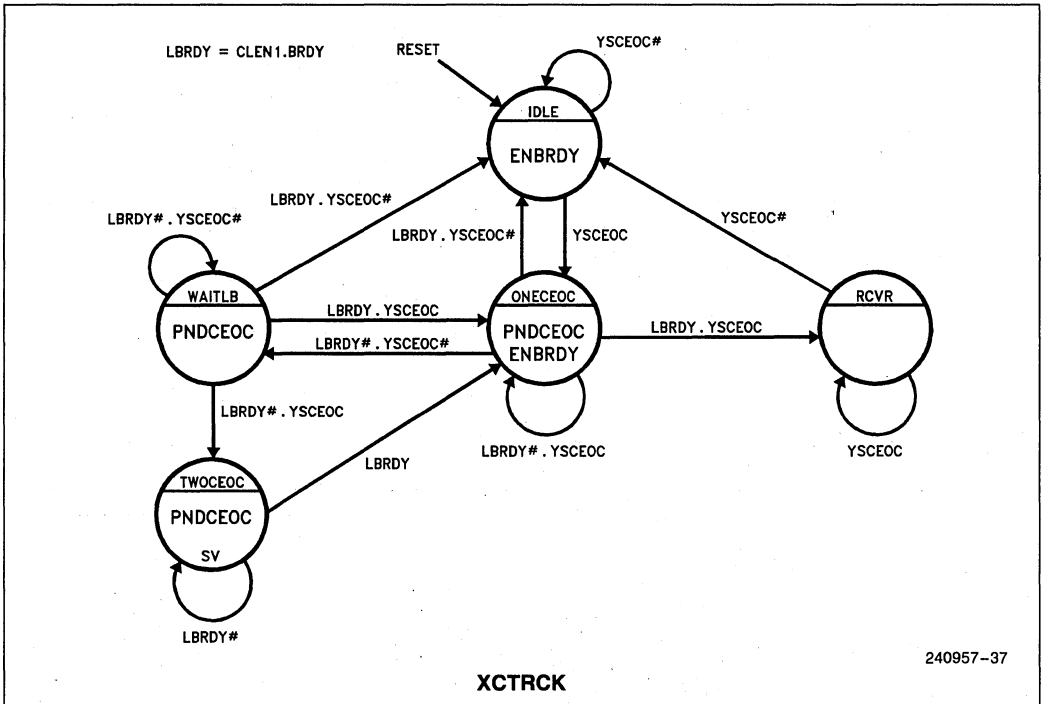 LBRDY = CLEN1.BRDY
RESET
YSCEOC#
IDLE
ENBRDY
LBRDY.YSCEOC#
LBRDY.YSCEOC#
YSCEOC
YSCEOC#
LBRDY#.YSCEOC#
WAITLB
PNDCEOC
LBRDY.YSCEOC
LBRDY#.YSCEOC#
ONECEOC
PNDCEOC
ENBRDY
LBRDY.YSCEOC
RCVR
LBRDY#.YSCEOC
LBRDY
LBRDY#.YSCEOC
YSCEOC
TWOCEOC
PNDCEOC
SV
LBRDY#
240957-37
XCTRCK